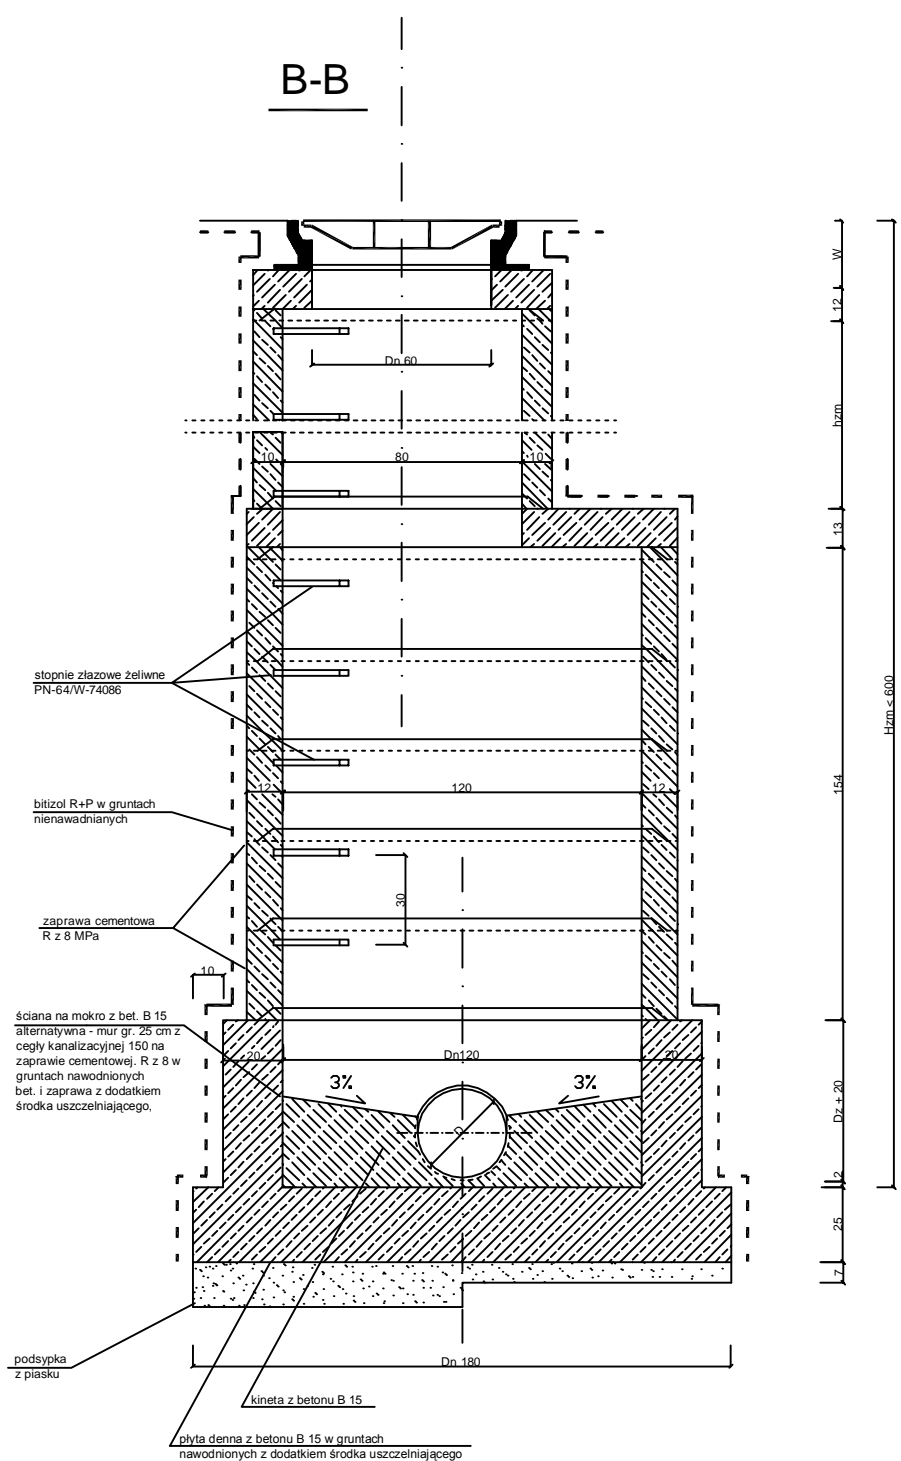 B-B
W
12
Dn 60
hzm
10
80
10
13
stopnie złazowe żeliwne
PN-64/W-74086
Hzm < 600
12
120
12
154
bitizol R+P w gruntach
nienawadnianych
30
zaprawa cementowa
R z 8 MPa
10
ściana na mokro z bet. B 15
alternatywna - mur gr. 25 cm z
cegły kanalizacyjnej 150 na
zaprawie cementowej. R z 8 w
gruntach nawodnionych
bet. i zaprawa z dodatkiem
środka uszczelniającego,
20
Dn120
20
3%
3%
Dz + 20
2
25
7
podsypka
z piasku
Dn 180
kineta z betonu B 15
płyta denna z betonu B 15 w gruntach
nawodnionych z dodatkiem środka uszczelniającego